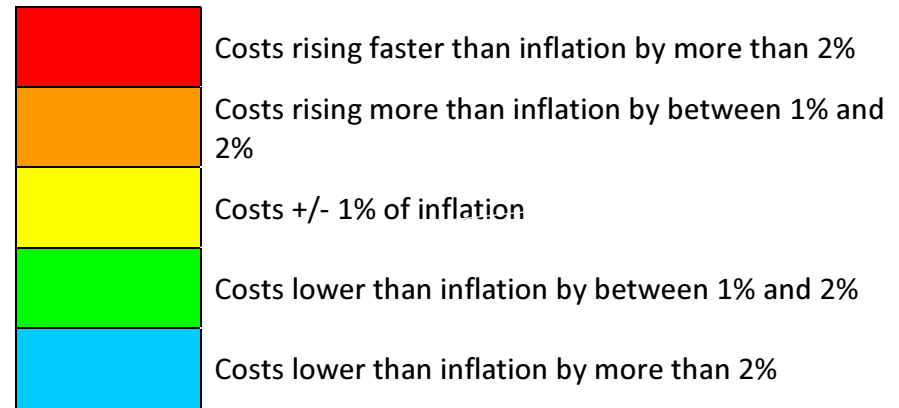 Costs rising faster than inflation by more than 2%
Costs rising more than inflation by between 1% and
2%
Costs +/- 1% of inflation
Costs lower than inflation by between 1% and 2%
Costs lower than inflation by more than 2%